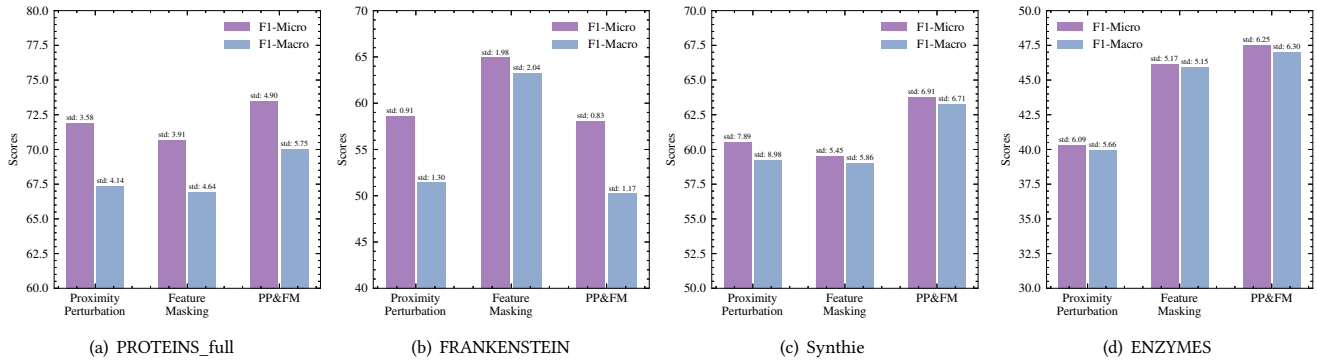 80.0
77.5
75.0
72.5
70.0
67.5
65.0
62.5
60.0
Scores
F1-Micro
F1-Macro
std: 3.58
std: 4.14
std: 3.91
std: 4.64
std: 4.90
std: 5.75
Proximity
Perturbation
Feature
Masking
PP&FM
(a) PROTEINS_full
70
65
60
55
50
45
40
Scores
F1-Micro
F1-Macro
std: 0.91
std: 1.30
std: 1.98
std: 2.04
std: 0.83
std: 1.17
Proximity
Perturbation
Feature
Masking
PP&FM
(b) FRANKENSTEIN
70.0
67.5
65.0
62.5
60.0
57.5
55.0
52.5
50.0
Scores
F1-Micro
F1-Macro
std: 7.89
std: 8.98
std: 5.45
std: 5.86
std: 6.91
std: 6.71
Proximity
Perturbation
Feature
Masking
PP&FM
(c) Synthie
50.0
47.5
45.0
42.5
40.0
37.5
35.0
32.5
30.0
Scores
F1-Micro
F1-Macro
std: 6.09
std: 5.66
std: 5.17
std: 5.15
std: 6.25
std: 6.30
Proximity
Perturbation
Feature
Masking
PP&FM
(d) ENZYMES